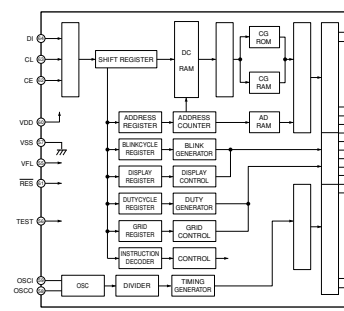 DI
CL
CE
VDD
VSS
VFL
RES
TEST
OSCI
OSCO
SHIFT REGISTER
DC
RAM
CG
ROM
CG
RAM
ADDRESS
REGISTER
ADDRESS
COUNTER
AD
RAM
BLINKCYCLE
REGISTER
BLINK
GENERATOR
DISPLAY
REGISTER
DISPLAY
CONTROL
DUTYCYCLE
REGISTER
DUTY
GENERATOR
GRID
REGISTER
GRID
CONTROL
INSTRUCTION
DECODER
CONTROL
OSC
DIVIDER
TIMING
GENERATOR